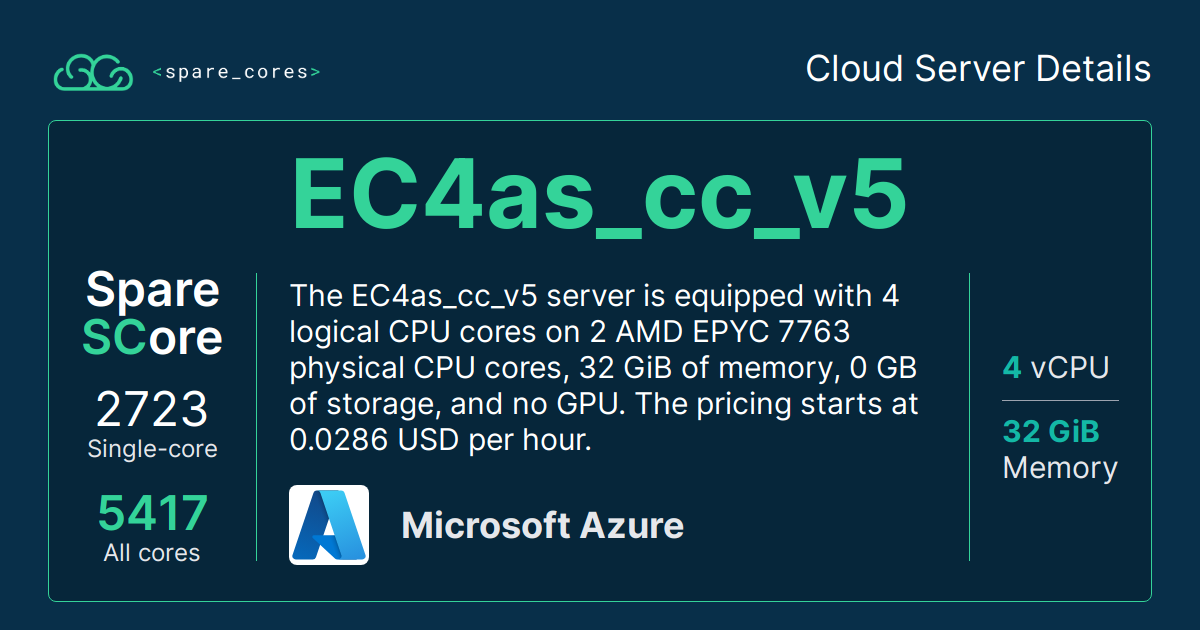 <spare_cores>
Cloud Server Details
EC4as_cc_v5
Spare
SCore
2723
Single-core
5417
All cores
The EC4as_cc_v5 server is equipped with 4
logical CPU cores on 2 AMD EPYC 7763
physical CPU cores, 32 GiB of memory, 0 GB
of storage, and no GPU. The pricing starts at
0.0286 USD per hour.
Microsoft Azure
4 vCPU
32 GiB
Memory